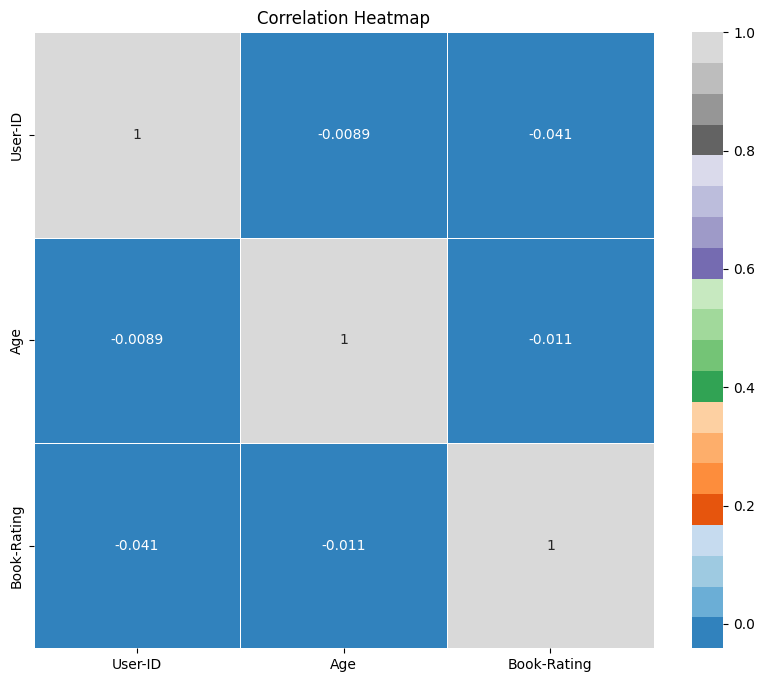 Correlation Heatmap
User-ID
1
-0.0089
-0.041
Age
-0.0089
1
-0.011
Book-Rating
-0.041
-0.011
1
User-ID
Age
Book-Rating
1.0
0.8
0.6
0.4
0.2
0.0